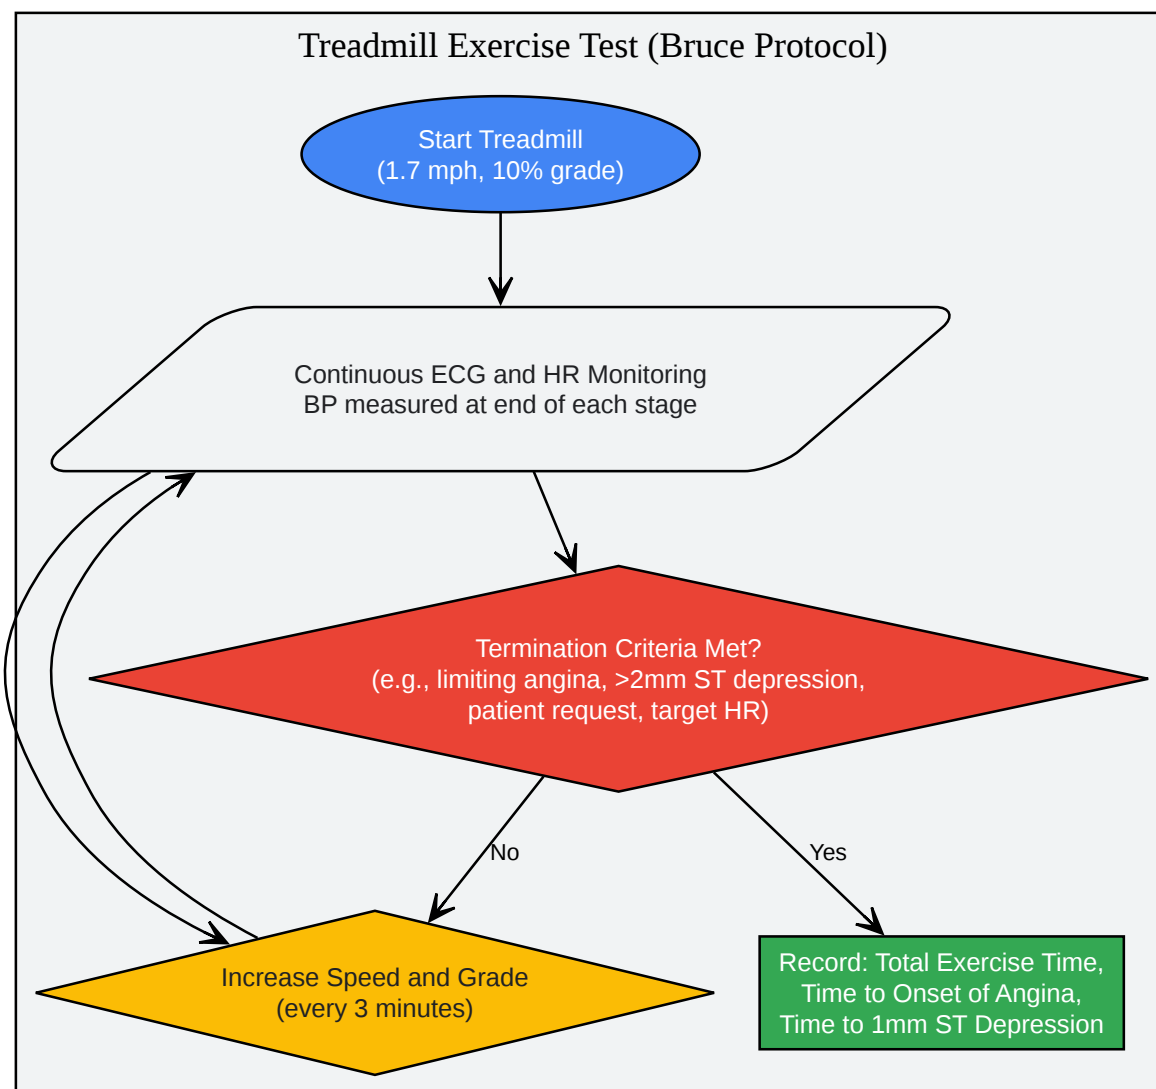 Treadmill Exercise Test (Bruce Protocol)
Start Treadmill
(1.7 mph, 10% grade)
Continuous ECG and HR Monitoring
BP measured at end of each stage
Termination Criteria Met?
(e.g., limiting angina, >2mm ST depression,
patient request, target HR)
No
Yes
Increase Speed and Grade
(every 3 minutes)
Record: Total Exercise Time,
Time to Onset of Angina,
Time to 1mm ST Depression